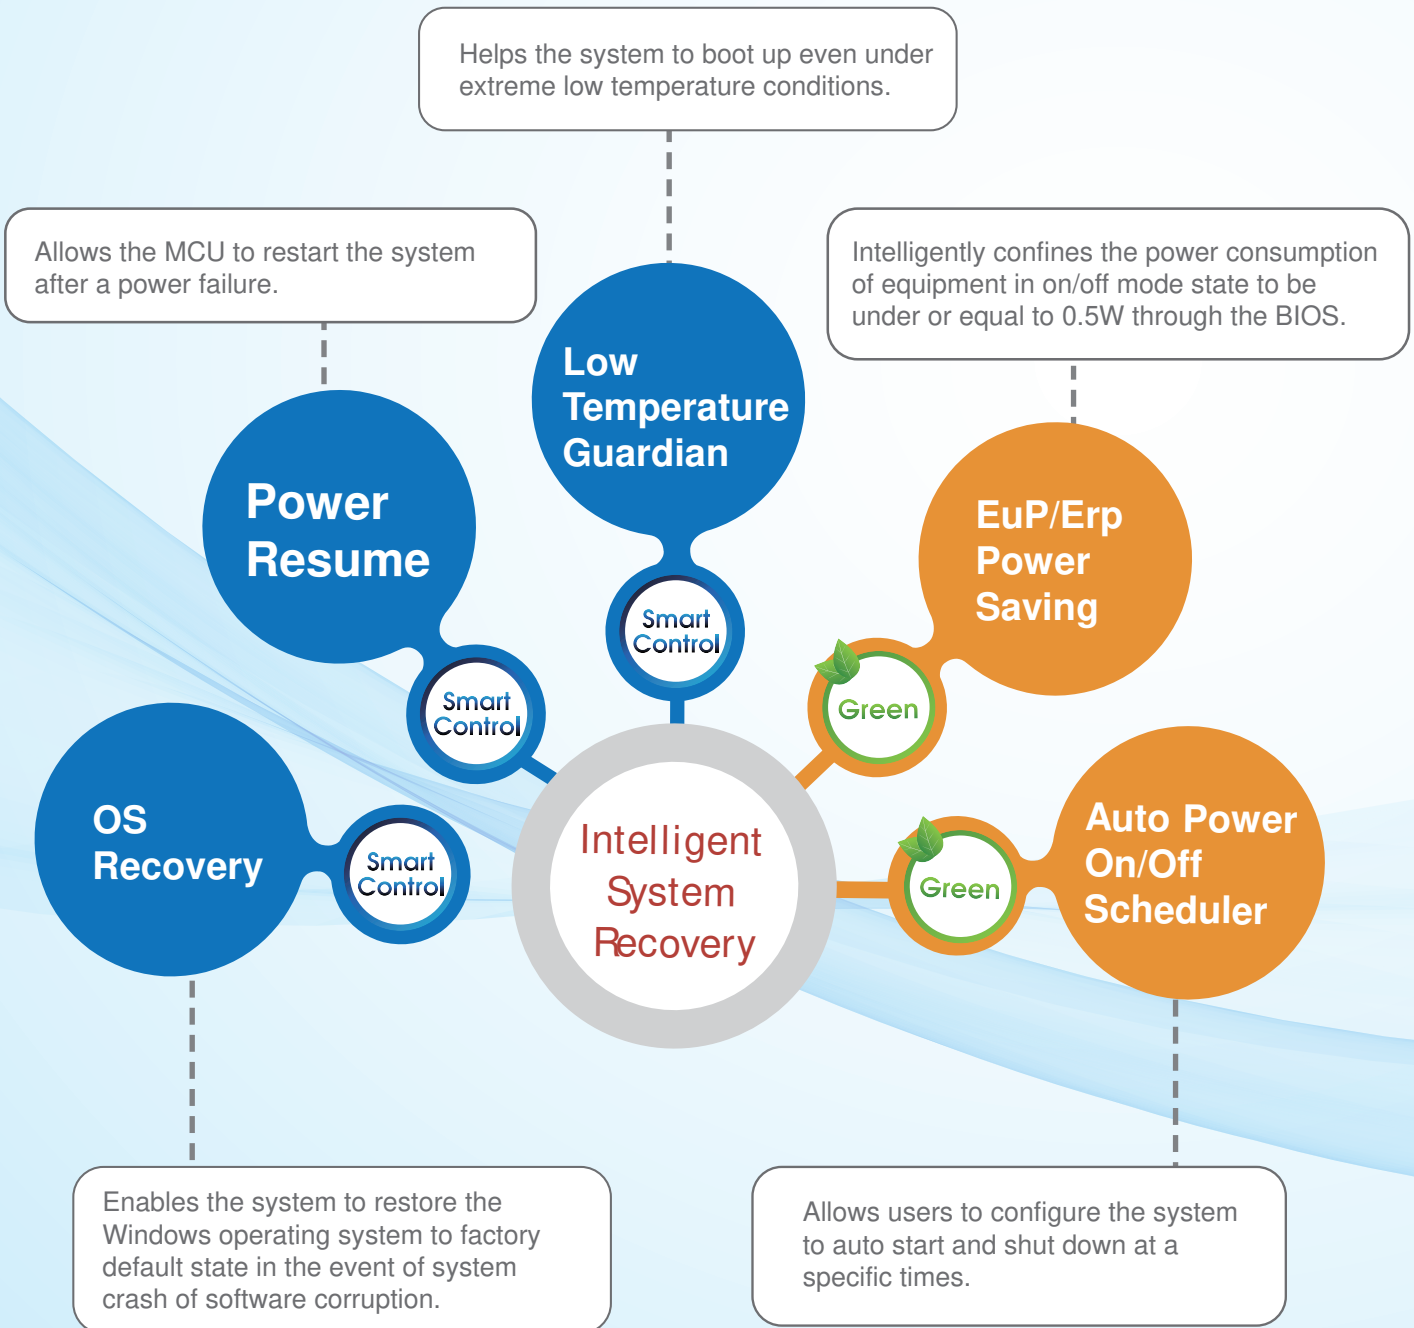 Helps the system to boot up even under
extreme low temperature conditions.
Allows the MCU to restart the system
after a power failure.
Intelligently confines the power consumption
of equipment in on/off mode state to be
under or equal to 0.5W through the BIOS.
Low
Temperature
Guardian
Power
Resume
EuP/Erp
Power
Saving
Smart
Control
Smart
Control
Green
OS
Recovery
Smart
Control
Intelligent
System
Recovery
Green
Auto Power
On/Off
Scheduler
Enables the system to restore the
Windows operating system to factory
default state in the event of system
crash of software corruption.
Allows users to configure the system
to auto start and shut down at a
specific times.